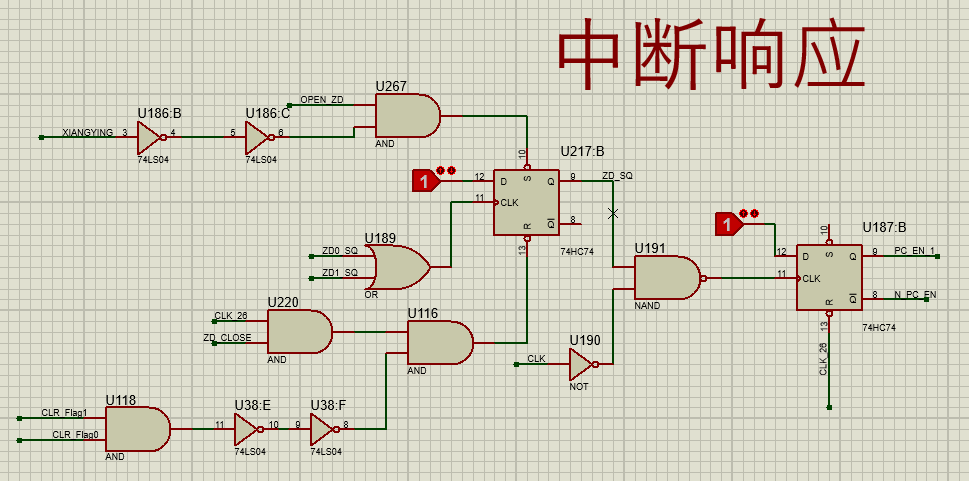 中断响应
U267
OPEN_ZD
U186:B
U186:C
XIANGYING
3
4
5
6
74LS04
74LS04
AND
10
U217:B
1
12
D
S
Q
9
ZD_SQ
11
CLK
R
Q
8
13
74HC74
U189
ZD0_SQ
ZD1_SQ
OR
1
10
U187:B
12
D
S
Q
9
PC_EN_1
11
CLK
R
Q
8
N_PC_EN
13
74HC74
CLK_26
U191
NAND
U220
CLK_26
ZD_CLOSE
AND
U116
AND
U190
CLK
NOT
U118
CLR_Flag1
CLR_Flag0
AND
U38:E
11
10
74LS04
U38:F
9
8
74LS04